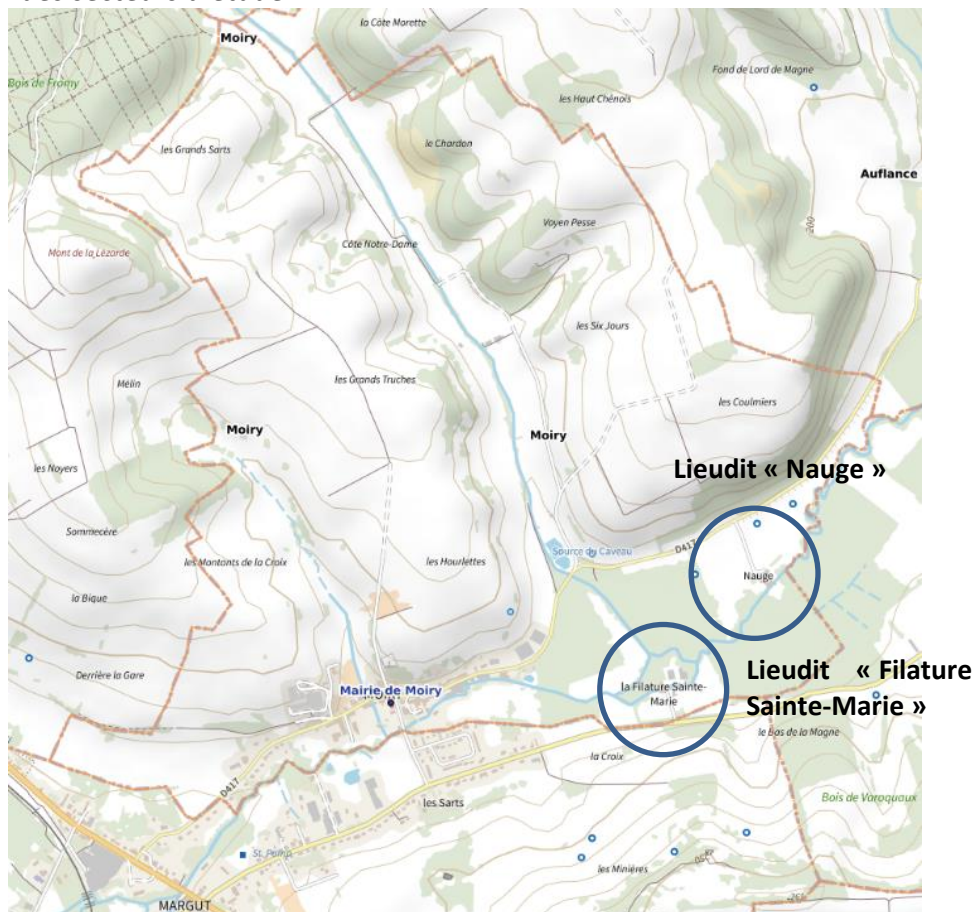 Moiry
la Côte Morette
Fond de Lord de Magne
Bois de Fromy
les Haut Chênois
les Grands Sarts
le Chardon
Auflance
200
Voyen Pesse
Côte Notre-Dame
Mont de la Lézarde
les Six Jours
les Grands Truches
Mélin
les Coulmiers
Moiry
Moiry
les Noyers
Lieudit « Nauge »
Sommecère
Source du Caveau
D417
les Montants de la Croix
les Hourlettes
Nauge
la Bique
Derrière la Gare
Mairie de Moiry
la Filature Sainte-
Marie
Lieudit « Filature
Sainte-Marie »
le Bas de la Magne
la Croix
D417
les Sarts
Bois de Varoquaux
St. Pomp.
les Minières
MARGUT